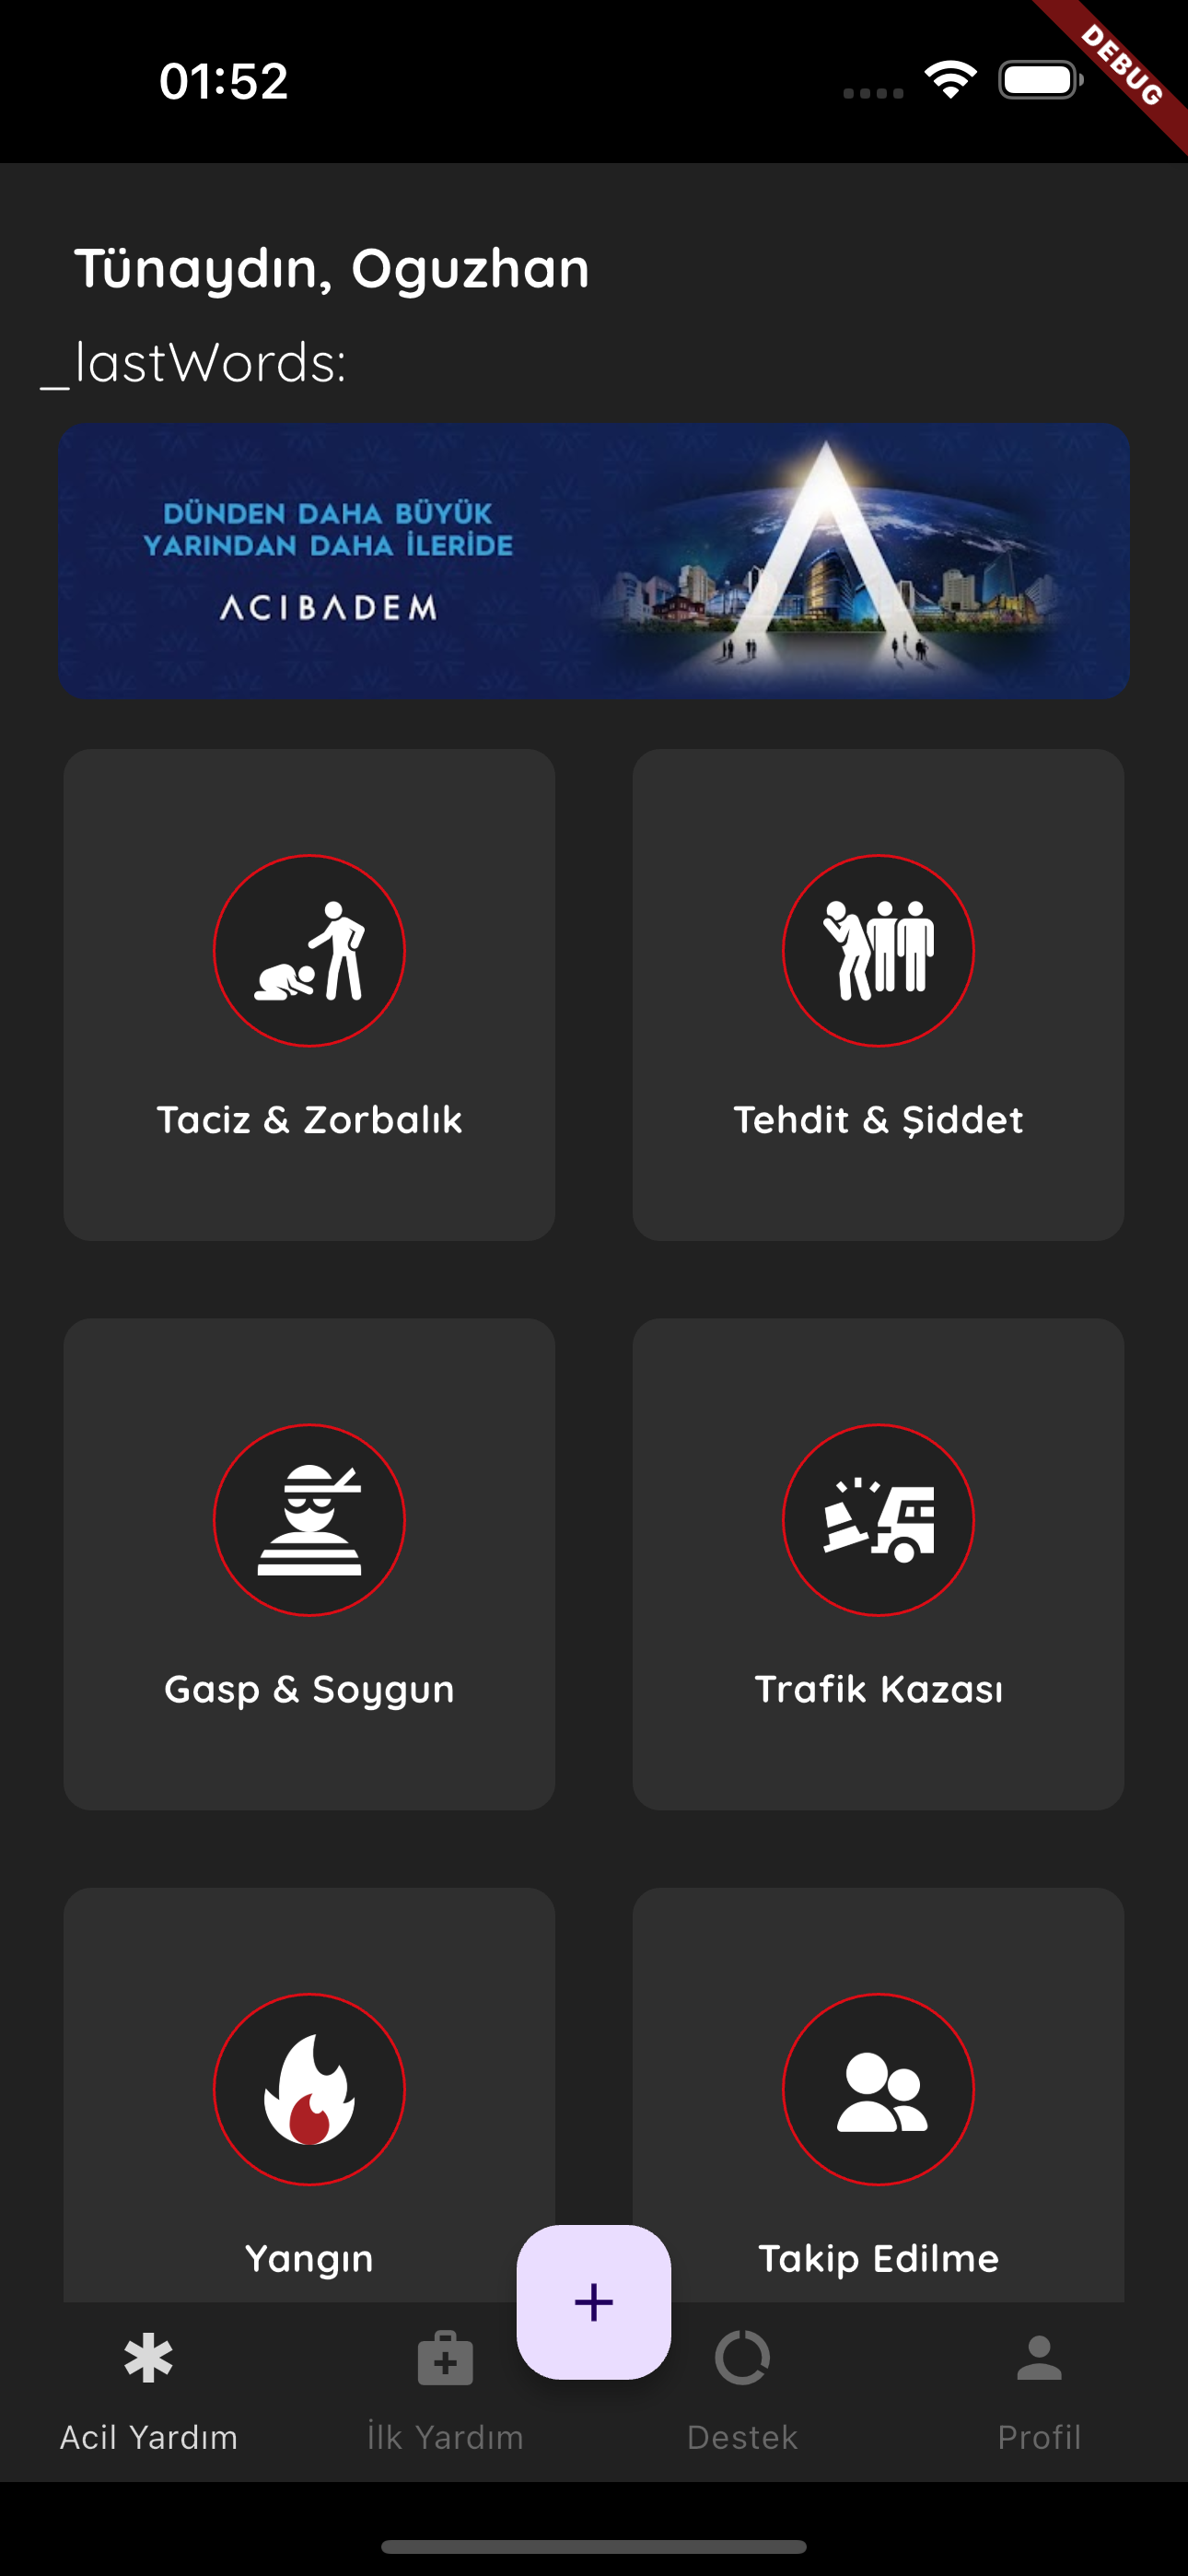 01:52
DEBUG
Tünaydın, Oguzhan
_lastWords:
DÜNDEN DAHA BÜYÜK
YARINDAN DAHA İLERİDE
ACIBADEM
Taciz & Zorbalık
Tehdit & Şiddet
Gasp & Soygun
Trafik Kazası
Yangın
Takip Edilme
Acil Yardım
İlk Yardım
Destek
Profil